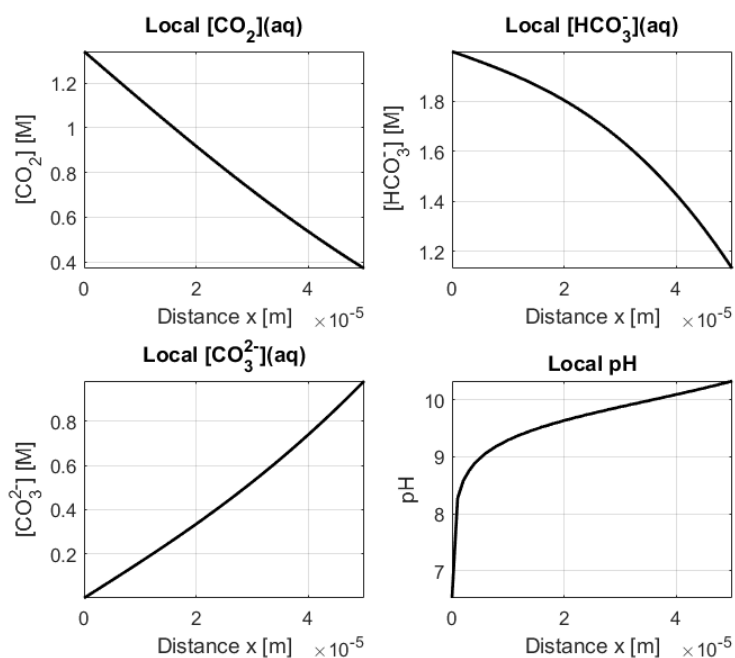 Local [CO₂](aq)
[CO₂] [M]
1.2
1
0.8
0.6
0.4
0 2 4
Distance x [m] ×10⁻⁵
Local [HCO₃⁻](aq)
[HCO₃⁻] [M]
1.8
1.6
1.4
1.2
0 2 4
Distance x [m] ×10⁻⁵
Local [CO₃²⁻](aq)
[CO₃²⁻] [M]
0.8
0.6
0.4
0.2
0 2 4
Distance x [m] ×10⁻⁵
Local pH
pH
10
9
8
7
0 2 4
Distance x [m] ×10⁻⁵